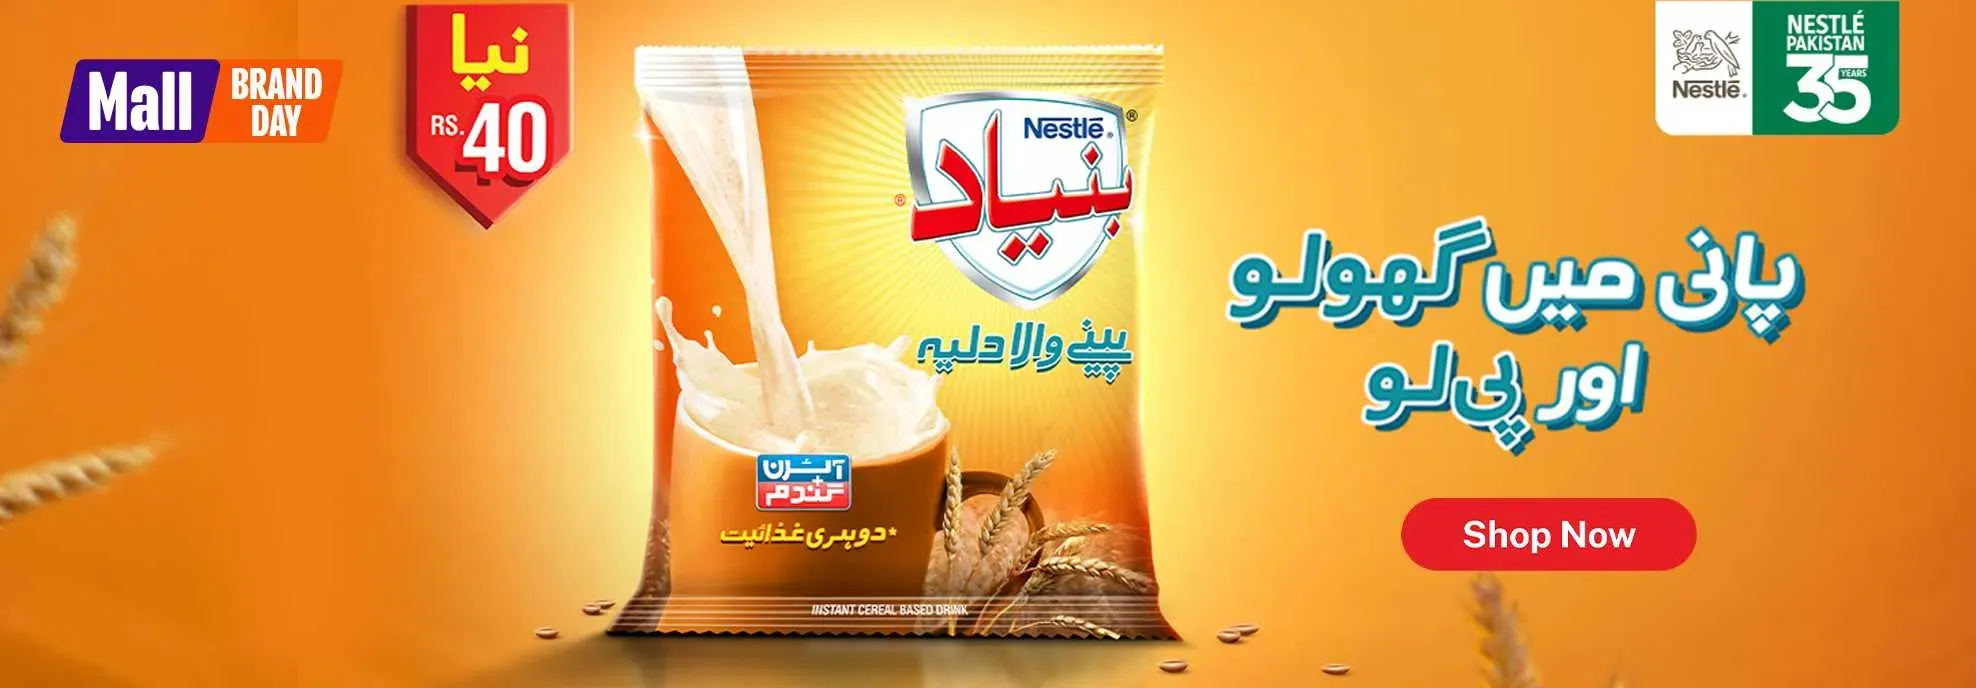 Mall
BRAND
DAY
نیا
RS. 40
Nestlé®
بنیاد
®
®
پینے والا دلیہ
آئرن
+
گندم
*دوہری غذائیت
INSTANT CEREAL BASED DRINK
Nestlé®
NESTLÉ
PAKISTAN
35
YEARS
پانی میں گھولو
اور پی لو
Shop Now